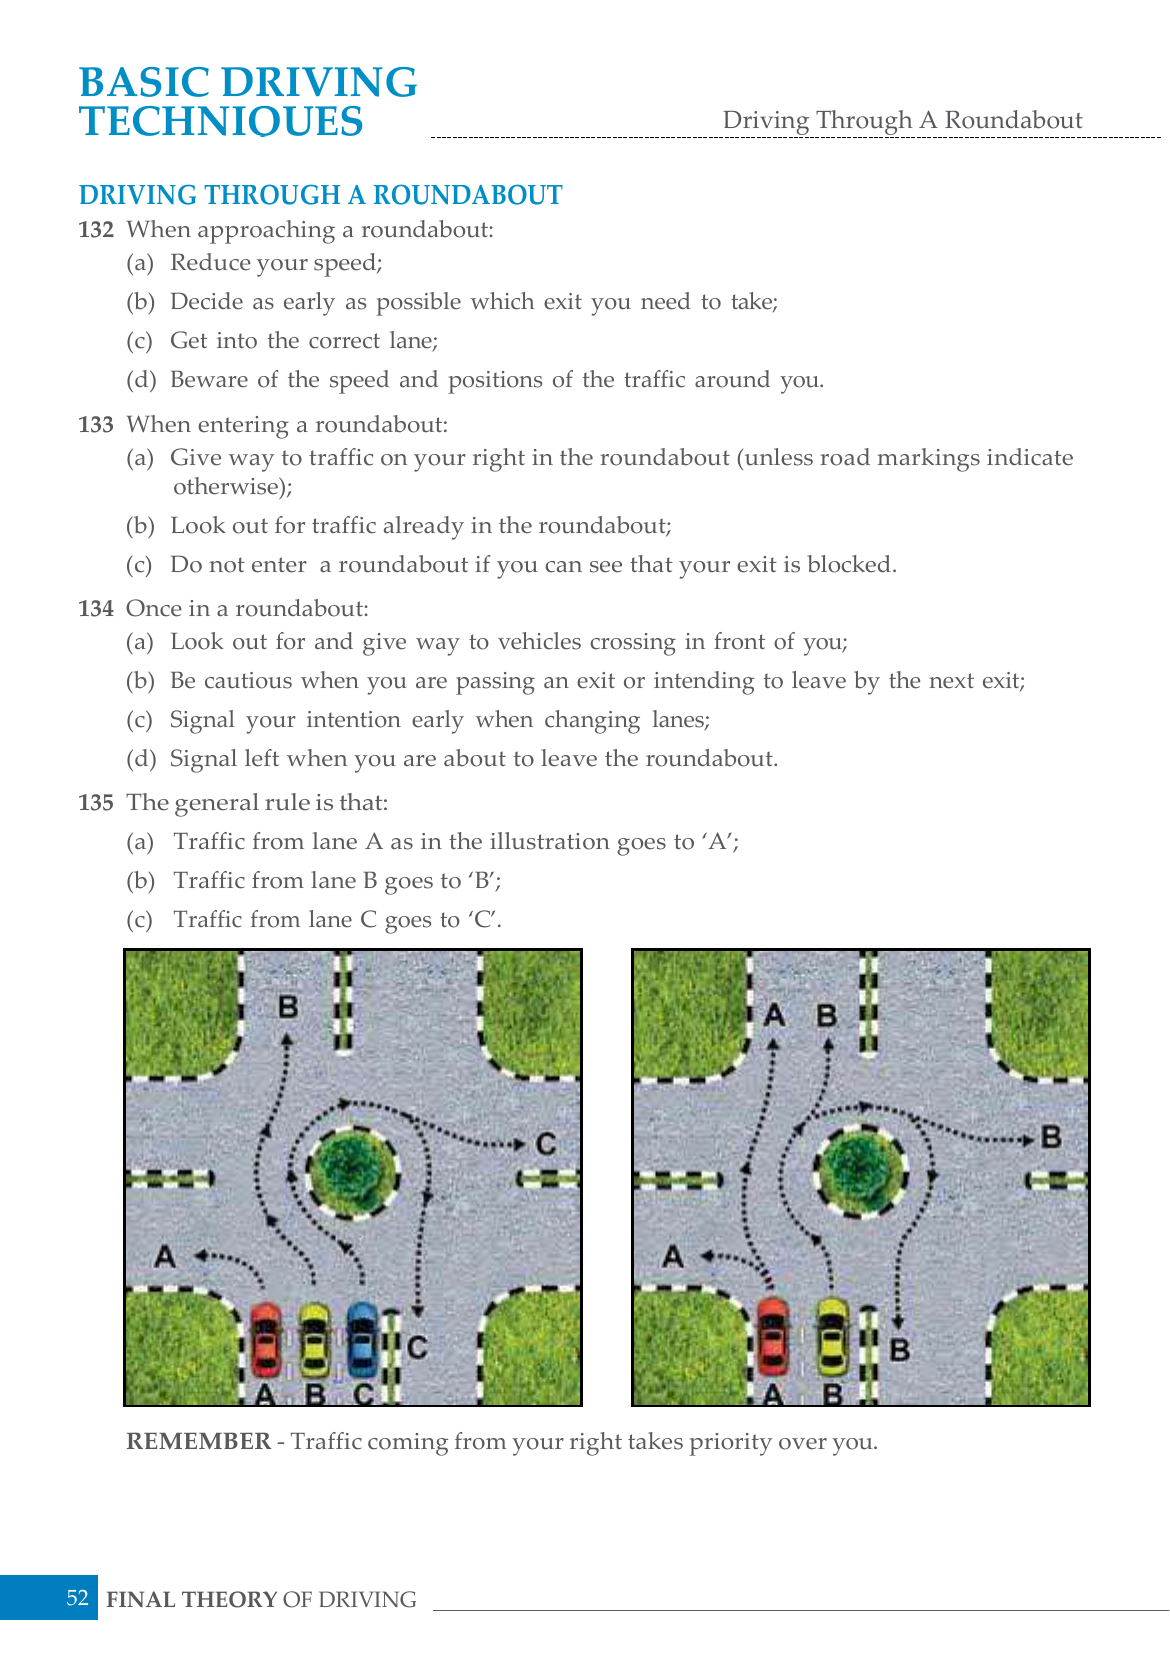 BASIC DRIVING
TECHNIQUES
Driving Through A Roundabout
DRIVING THROUGH A ROUNDABOUT
132 When approaching a roundabout:
(a) Reduce your speed;
(b) Decide as early as possible which exit you need to take;
(c) Get into the correct lane;
(d) Beware of the speed and positions of the traffic around you.
133 When entering a roundabout:
(a) Give way to traffic on your right in the roundabout (unless road markings indicate
otherwise);
(b) Look out for traffic already in the roundabout;
(c) Do not enter a roundabout if you can see that your exit is blocked.
134 Once in a roundabout:
(a) Look out for and give way to vehicles crossing in front of you;
(b) Be cautious when you are passing an exit or intending to leave by the next exit;
(c) Signal your intention early when changing lanes;
(d) Signal left when you are about to leave the roundabout.
135 The general rule is that:
(a) Traffic from lane A as in the illustration goes to ‘A’;
(b) Traffic from lane B goes to ‘B’;
(c) Traffic from lane C goes to ‘C’.
B
C
A
C
A B C
A B
B
A
B
A B
REMEMBER - Traffic coming from your right takes priority over you.
52 FINAL THEORY OF DRIVING